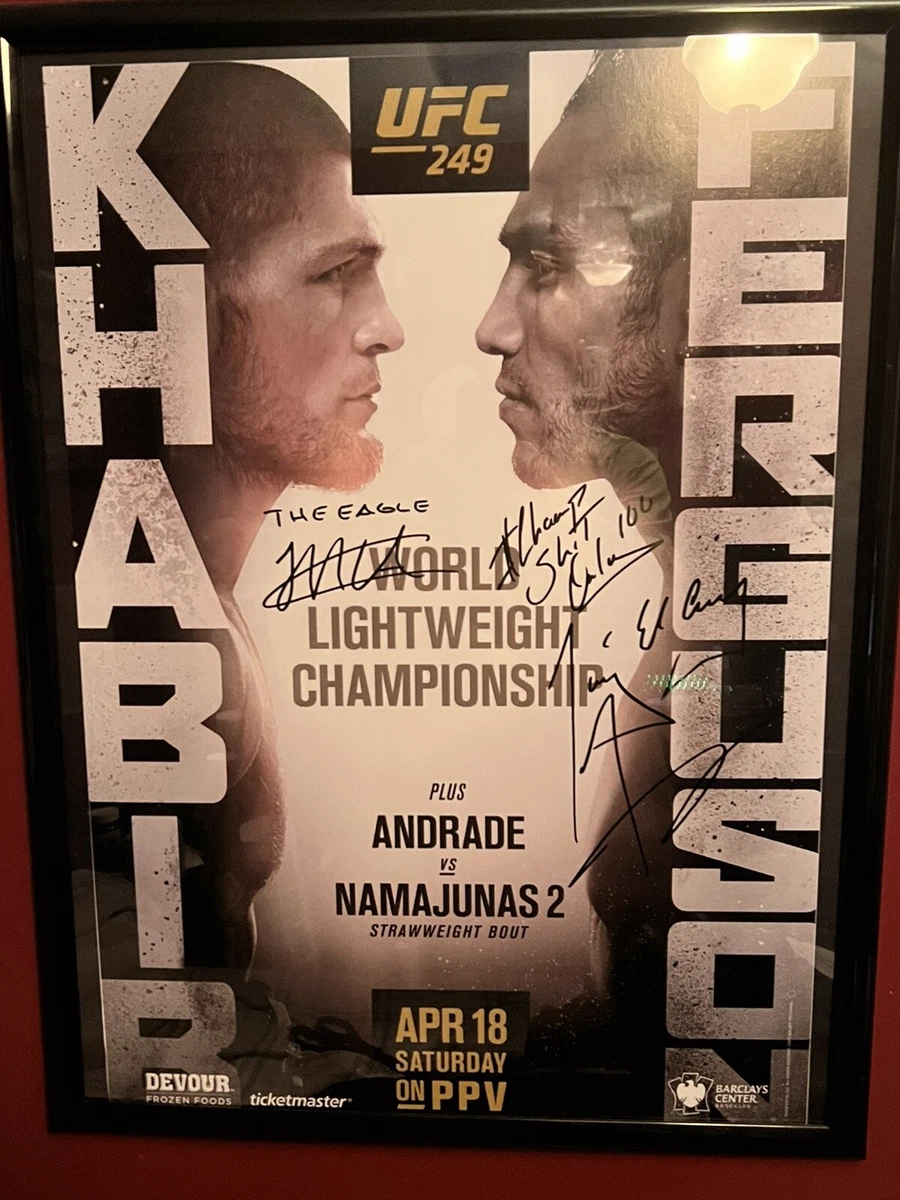 KHABIB
FERGUSON
UFC
249
THE EAGLE
WORLD
LIGHTWEIGHT
CHAMPIONSHIP
PLUS
ANDRADE
VS
NAMAJUNAS 2
STRAWWEIGHT BOUT
APR 18
SATURDAY
ON PPV
DEVOUR
FROZEN FOODS
ticketmaster®
BARCLAYS
CENTER
BROOKLYN